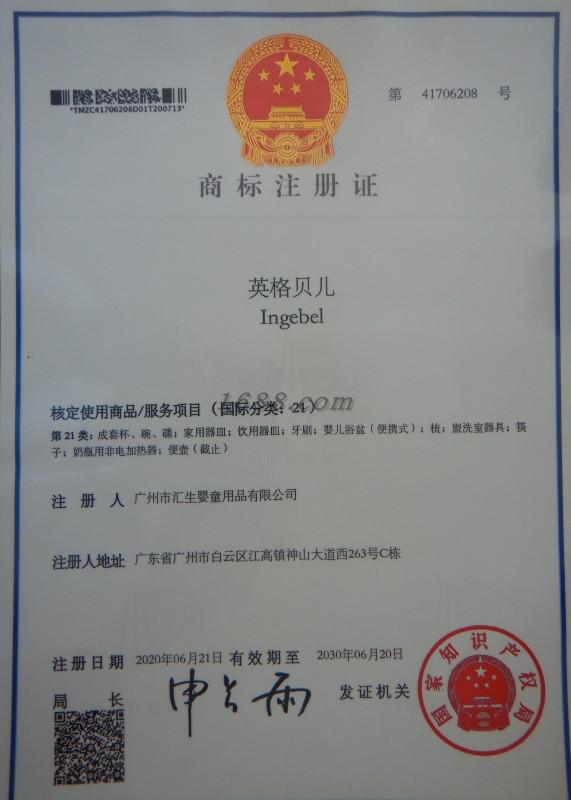 *TMZC41706208D01T200713*
第 41706208 号
商标注册证
英格贝儿
Ingebel
1688.com
核定使用商品/服务项目（国际分类：21）
第21类：成套杯、碗、碟；家用器皿；饮用器皿；牙刷；婴儿浴盆（便携式）；梳；盥洗室器具；筷
子；奶瓶用非电加热器；便壶（截止）
注册人 广州市汇生婴童用品有限公司
注册人地址 广东省广州市白云区江高镇神山大道西263号C栋
注册日期 2020年06月21日 有效期至 2030年06月20日
局长 申长雨 发证机关
国家知识产权局